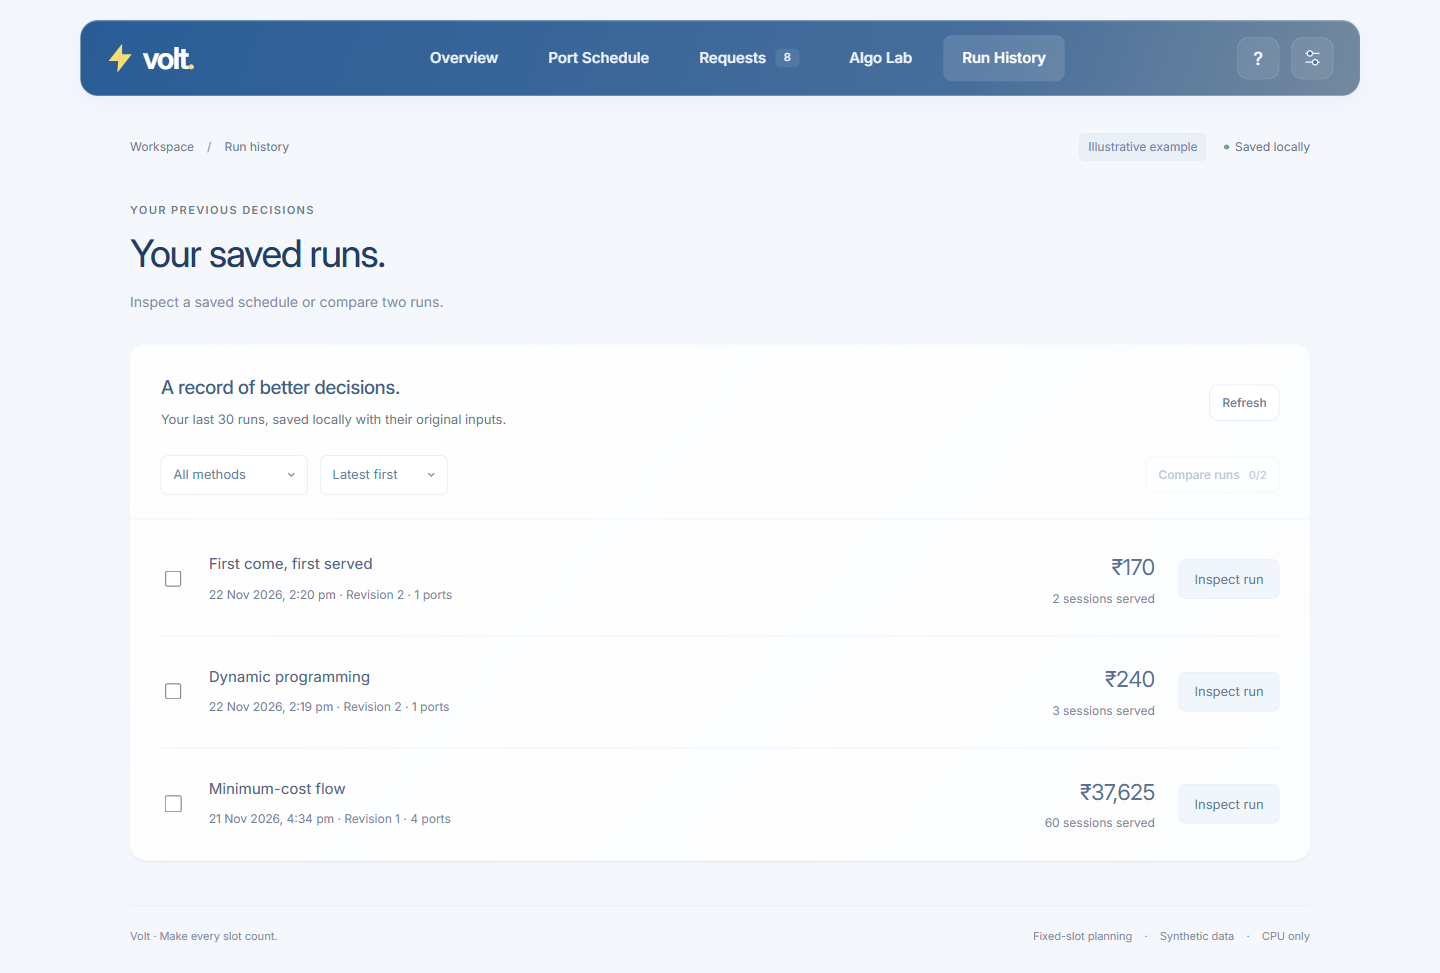 volt.
Overview Port Schedule Requests 8 Algo Lab Run History ?
Workspace / Run history
Illustrative example Saved locally
YOUR PREVIOUS DECISIONS
Your saved runs.
Inspect a saved schedule or compare two runs.
A record of better decisions.
Your last 30 runs, saved locally with their original inputs.
Refresh
All methods Latest first
Compare runs 0/2
First come, first served
22 Nov 2026, 2:20 pm · Revision 2 · 1 ports
₹170
2 sessions served
Inspect run
Dynamic programming
22 Nov 2026, 2:19 pm · Revision 2 · 1 ports
₹240
3 sessions served
Inspect run
Minimum-cost flow
21 Nov 2026, 4:34 pm · Revision 1 · 4 ports
₹37,625
60 sessions served
Inspect run
Volt · Make every slot count.
Fixed-slot planning · Synthetic data · CPU only